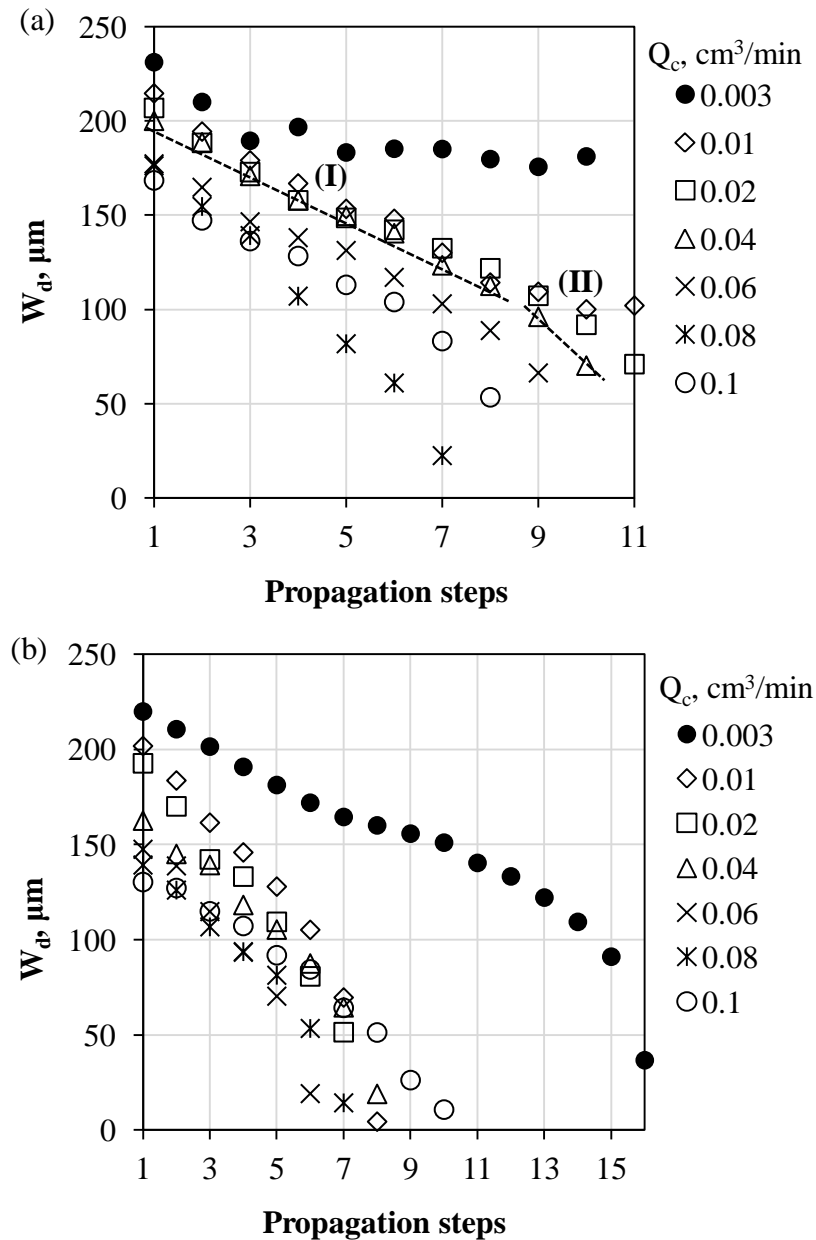 (a)
250
200
150
100
50
0
W_d, µm
(I)
(II)
1 3 5 7 9 11
Propagation steps
Q_c, cm³/min
0.003
0.01
0.02
0.04
0.06
0.08
0.1
(b)
250
200
150
100
50
0
W_d, µm
1 3 5 7 9 11 13 15
Propagation steps
Q_c, cm³/min
0.003
0.01
0.02
0.04
0.06
0.08
0.1